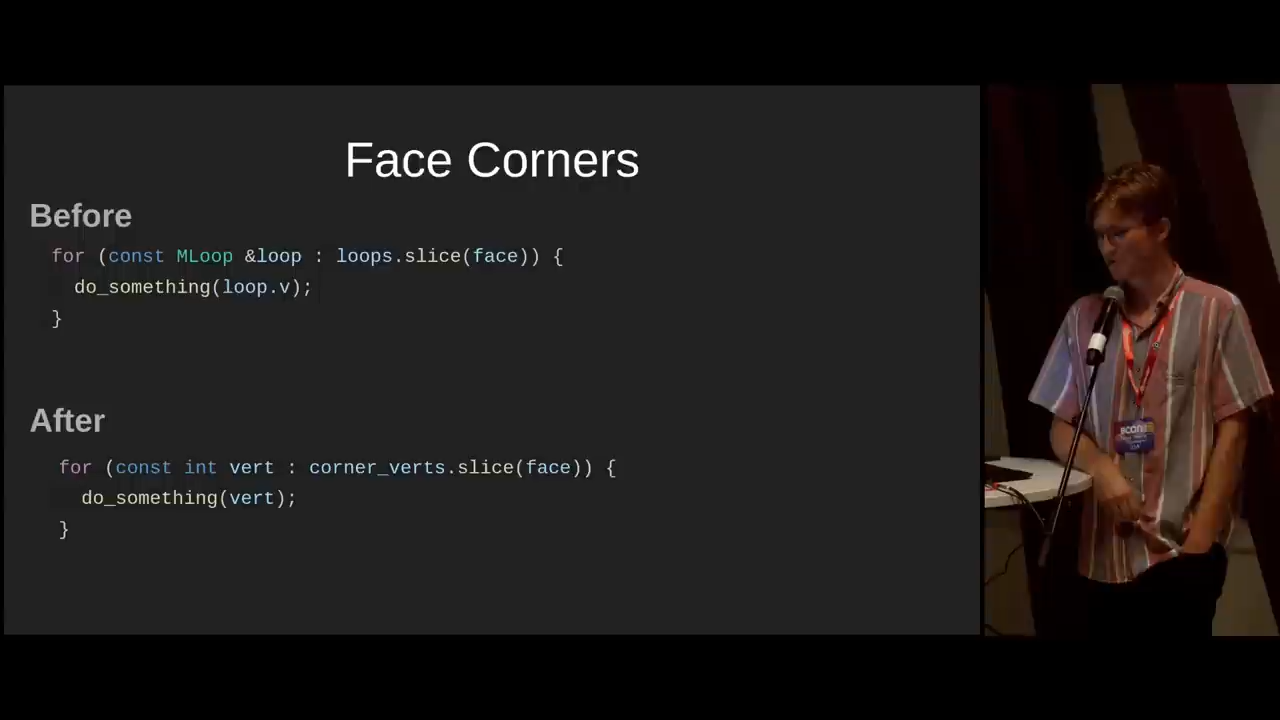 Face Corners
Before
for (const MLoop &loop : loops.slice(face)) {
do_something(loop.v);
}
After
for (const int vert : corner_verts.slice(face)) {
do_something(vert);
}